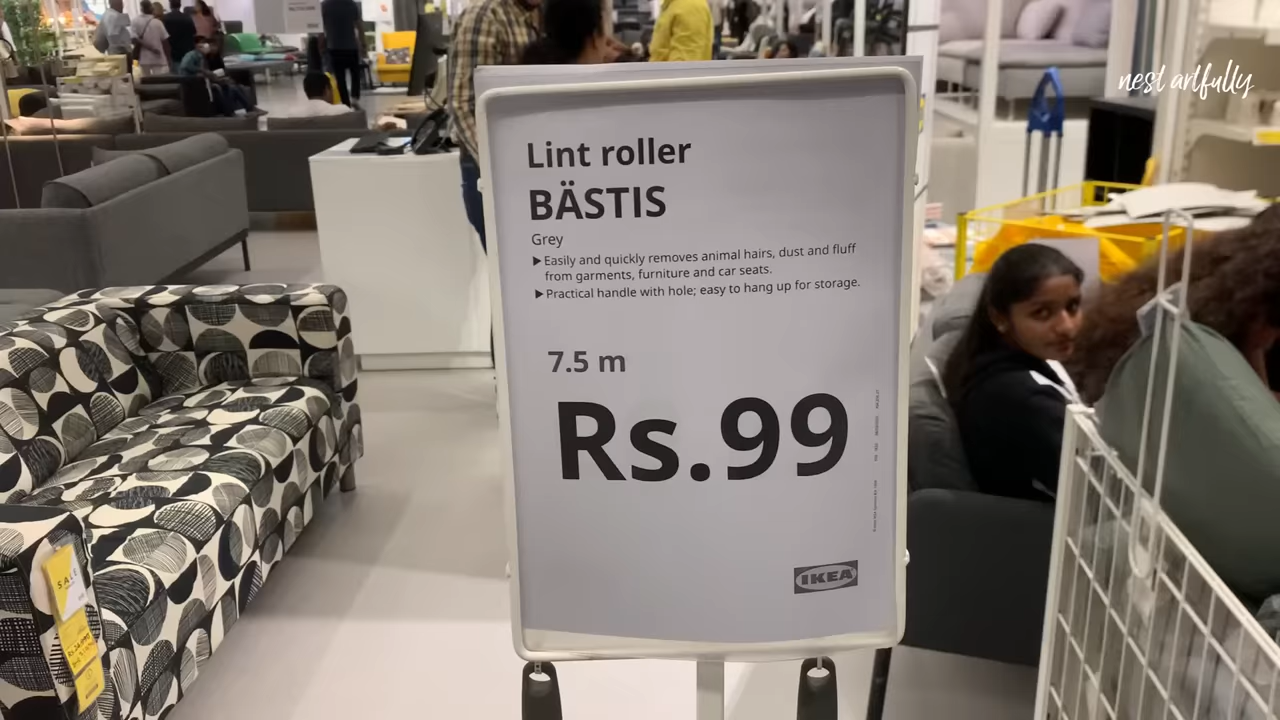 nest artfully
Lint roller
BÄSTIS
Grey
▶Easily and quickly removes animal hairs, dust and fluff
from garments, furniture and car seats.
▶Practical handle with hole; easy to hang up for storage.
7.5 m
Rs.99
IKEA
SALE